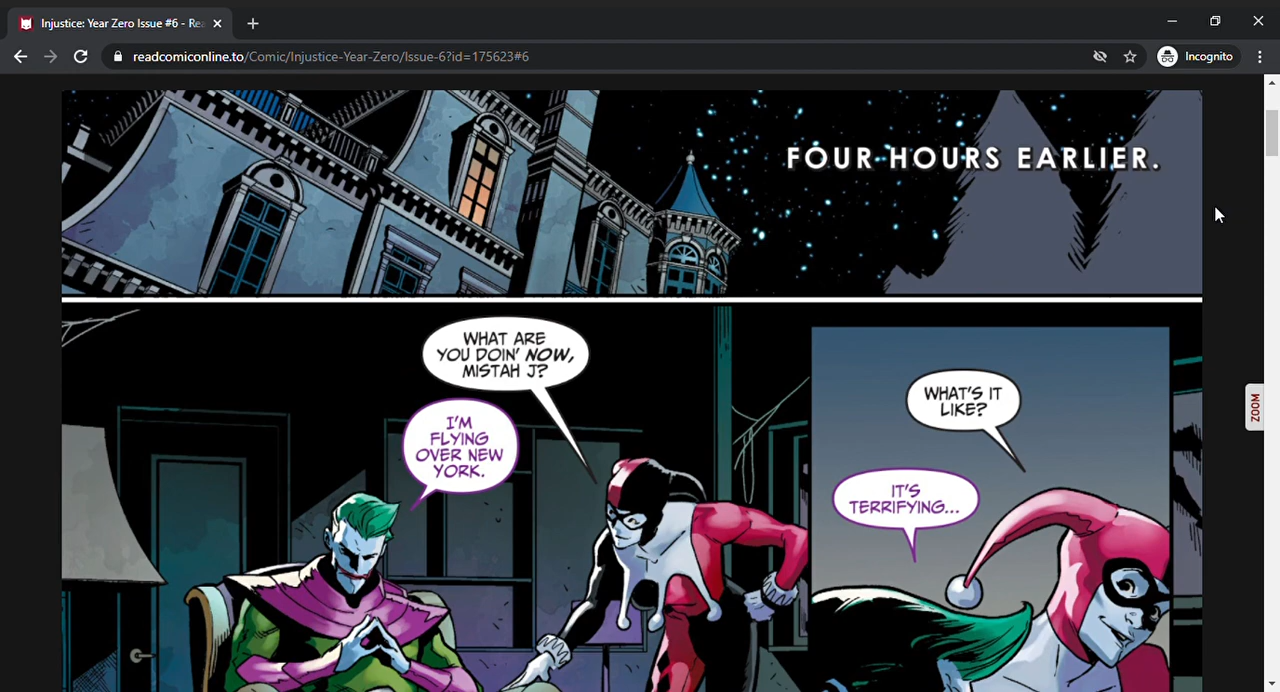 Injustice: Year Zero Issue #6 - Rea
readcomiconline.to/Comic/Injustice-Year-Zero/Issue-6?id=175623#6
Incognito
FOUR HOURS EARLIER.
WHAT ARE
YOU DOIN' NOW,
MISTAH J?
I'M
FLYING
OVER NEW
YORK.
WHAT'S IT
LIKE?
IT'S
TERRIFYING...
ZOOM